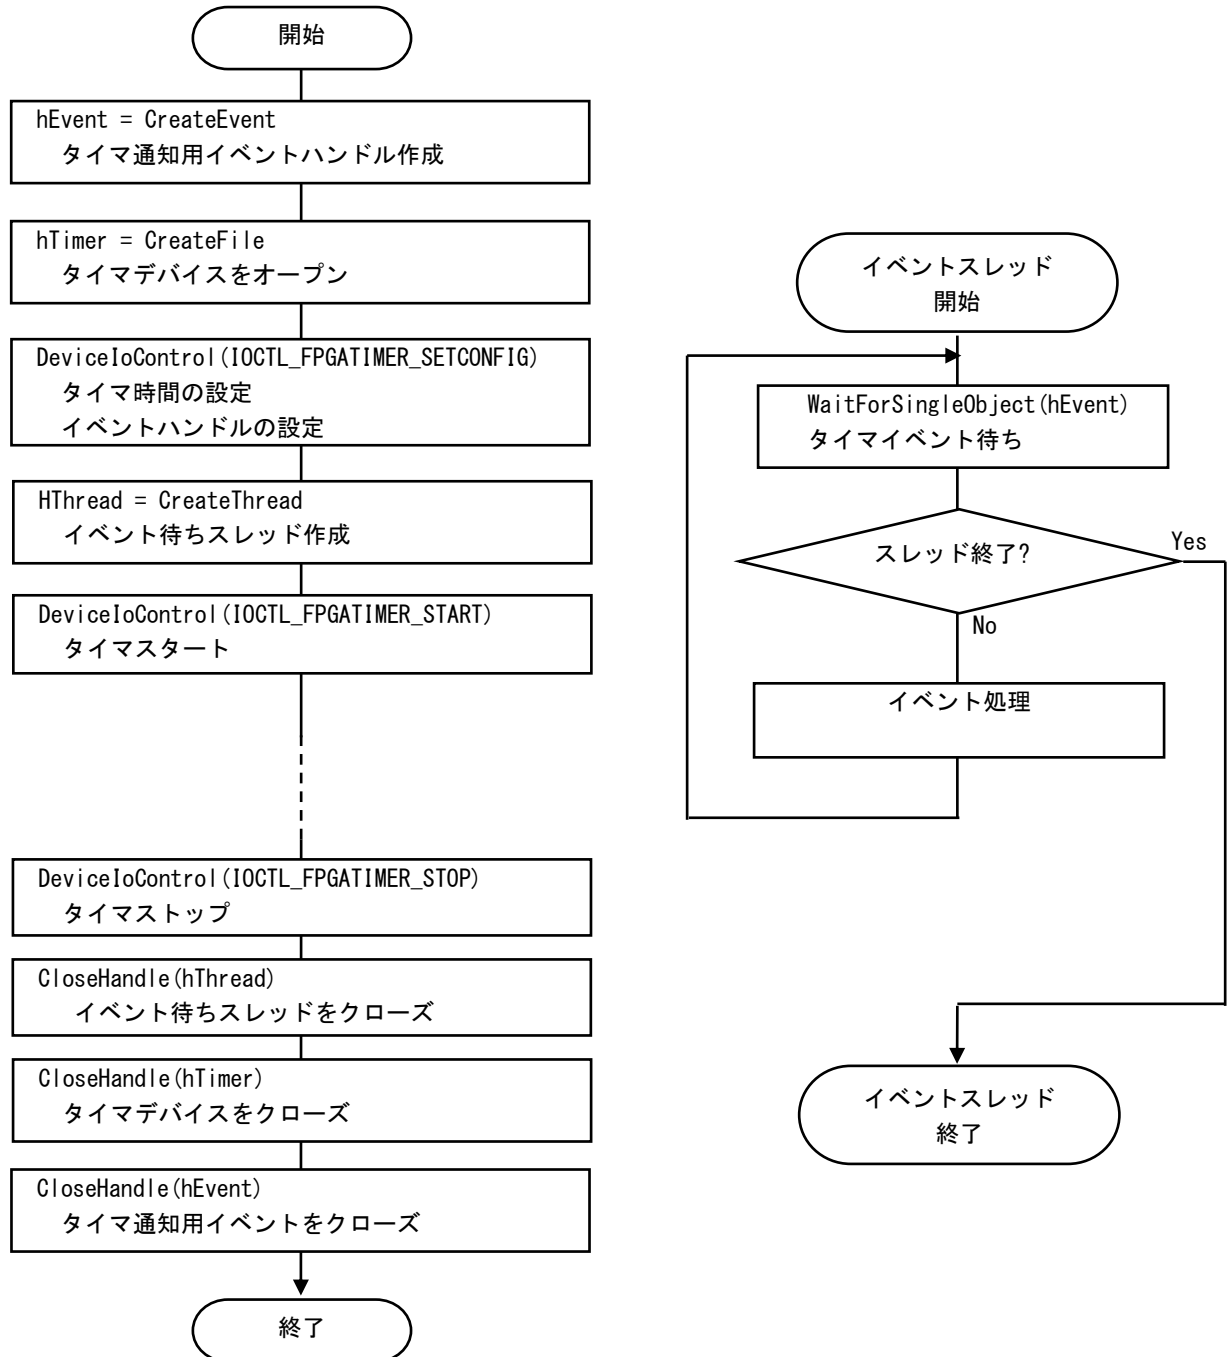 開始
hEvent = CreateEvent
タイマ通知用イベントハンドル作成
hTimer = CreateFile
タイマデバイスをオープン
DeviceIoControl(IOCTL_FPGATIMER_SETCONFIG)
タイマ時間の設定
イベントハンドルの設定
HThread = CreateThread
イベント待ちスレッド作成
DeviceIoControl(IOCTL_FPGATIMER_START)
タイマスタート
DeviceIoControl(IOCTL_FPGATIMER_STOP)
タイマストップ
CloseHandle(hThread)
イベント待ちスレッドをクローズ
CloseHandle(hTimer)
タイマデバイスをクローズ
CloseHandle(hEvent)
タイマ通知用イベントをクローズ
終了
イベントスレッド
開始
WaitForSingleObject(hEvent)
タイマイベント待ち
スレッド終了?
Yes
No
イベント処理
イベントスレッド
終了